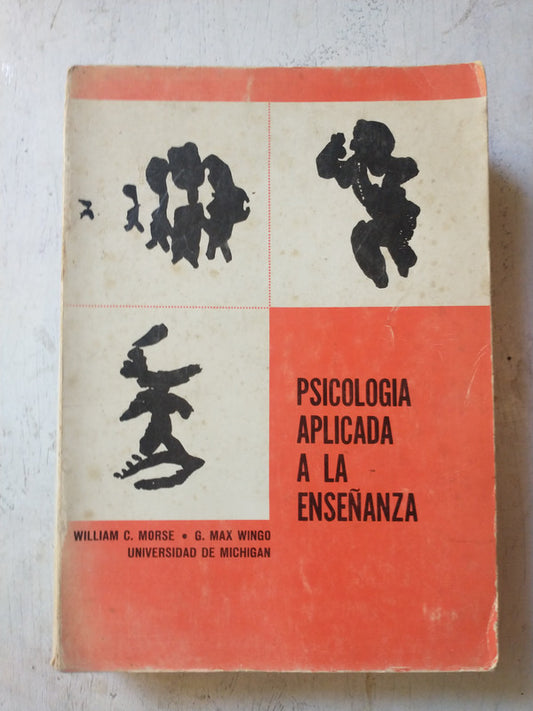 PSICOLOGIA
APLICADA
A LA
ENSEÑANZA
WILLIAM C. MORSE • G. MAX WINGO
UNIVERSIDAD DE MICHIGAN